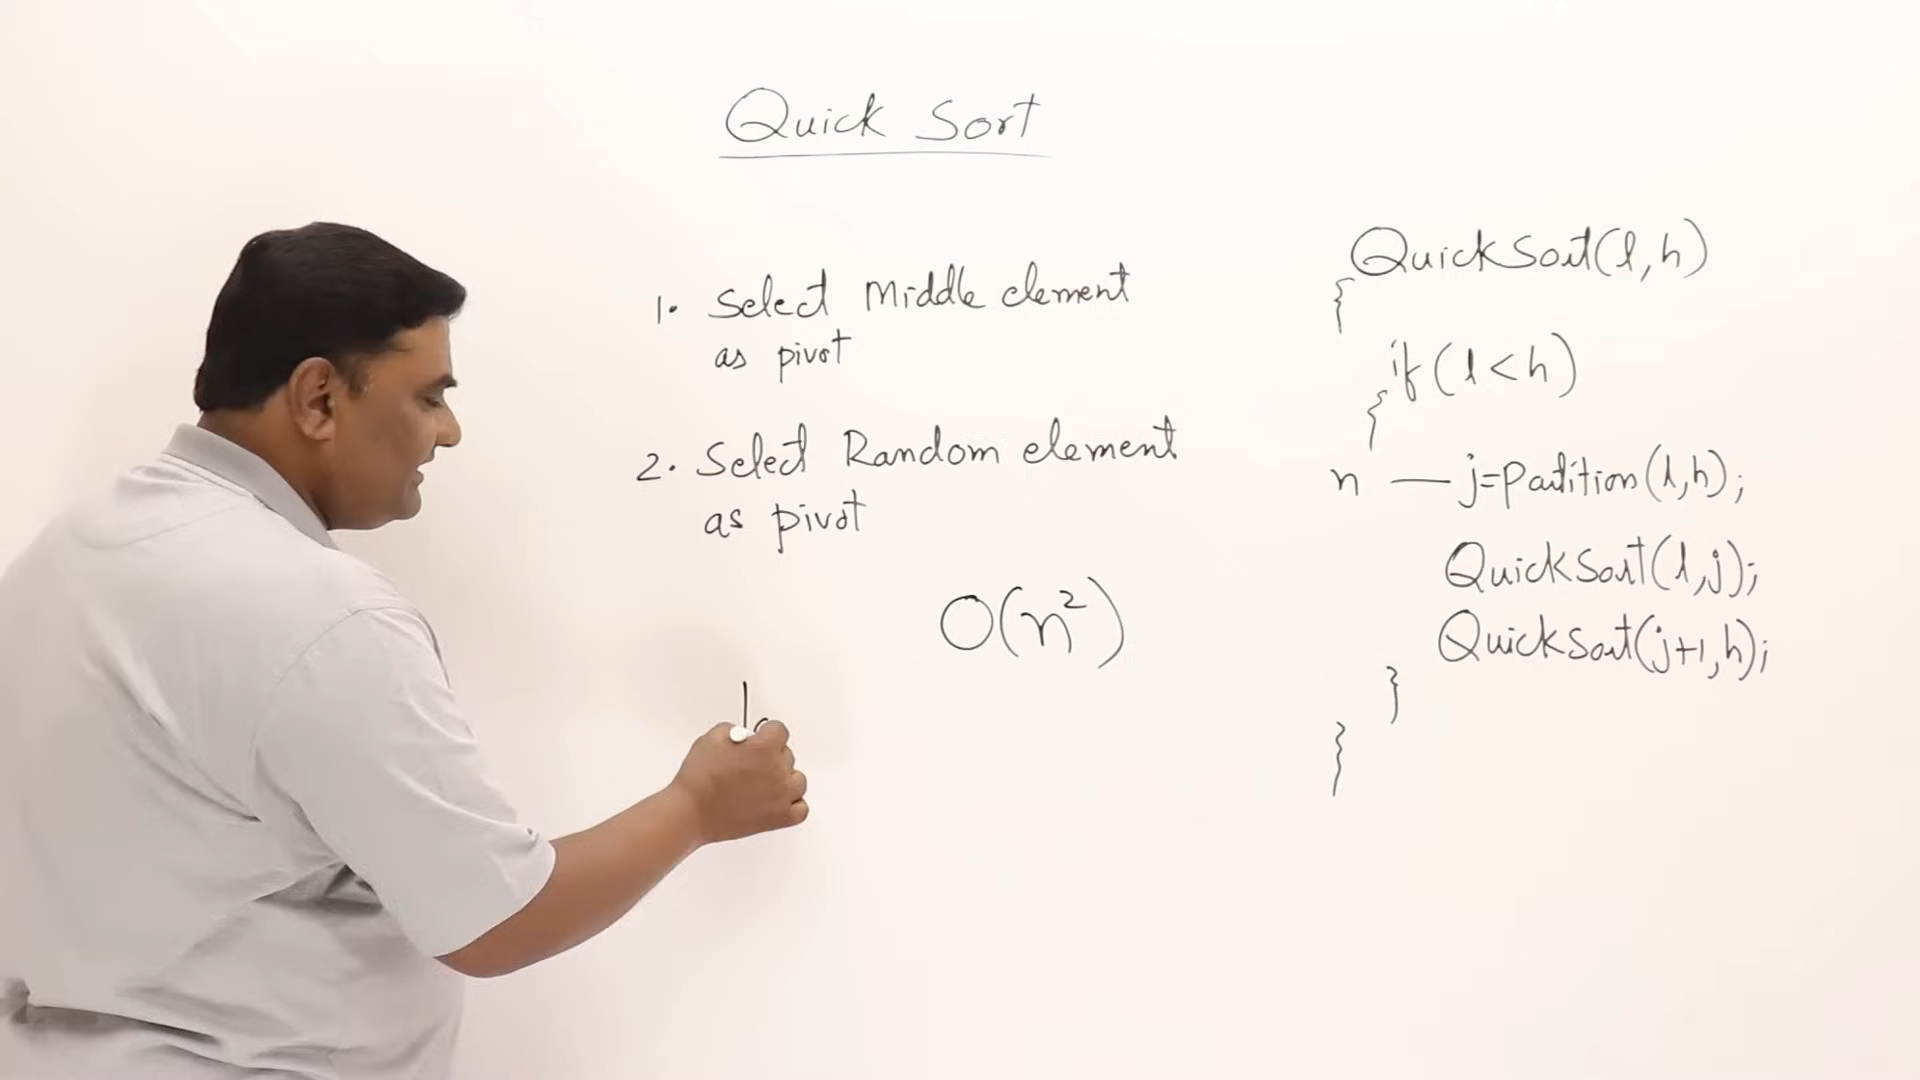 Quick Sort
1. Select Middle element
as pivot
2. Select Random element
as pivot
O(n²)
QuickSort(l,h)
{
if(l<h)
{
n — j=partition(l,h);
QuickSort(l,j);
QuickSort(j+1,h);
}
}